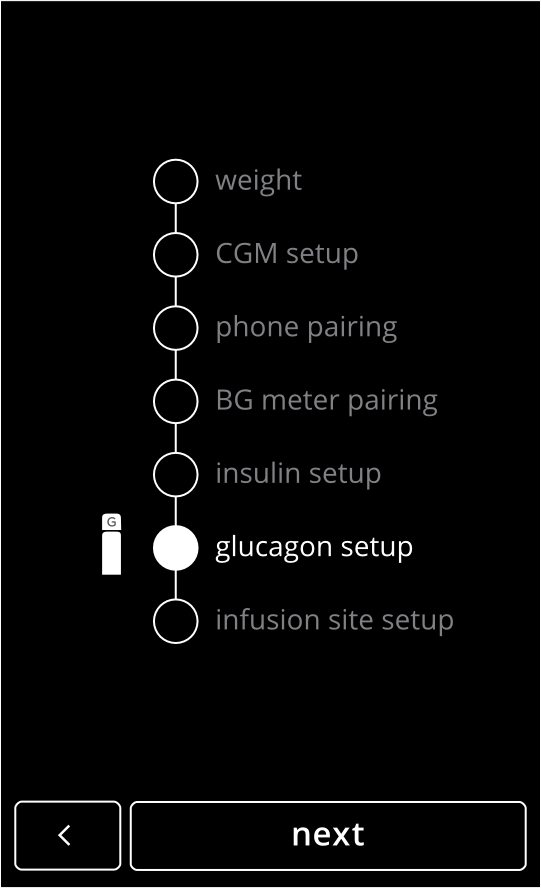 weight
CGM setup
phone pairing
BG meter pairing
insulin setup
G
glucagon setup
infusion site setup
next